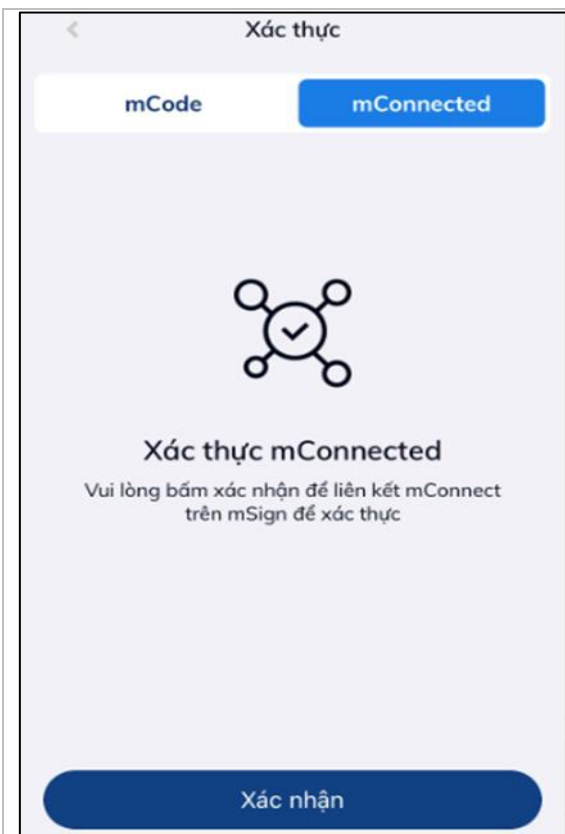 Xác thực
mCode
mConnected
Xác thực mConnected
Vui lòng bấm xác nhận để liên kết mConnect
trên mSign để xác thực
Xác nhận